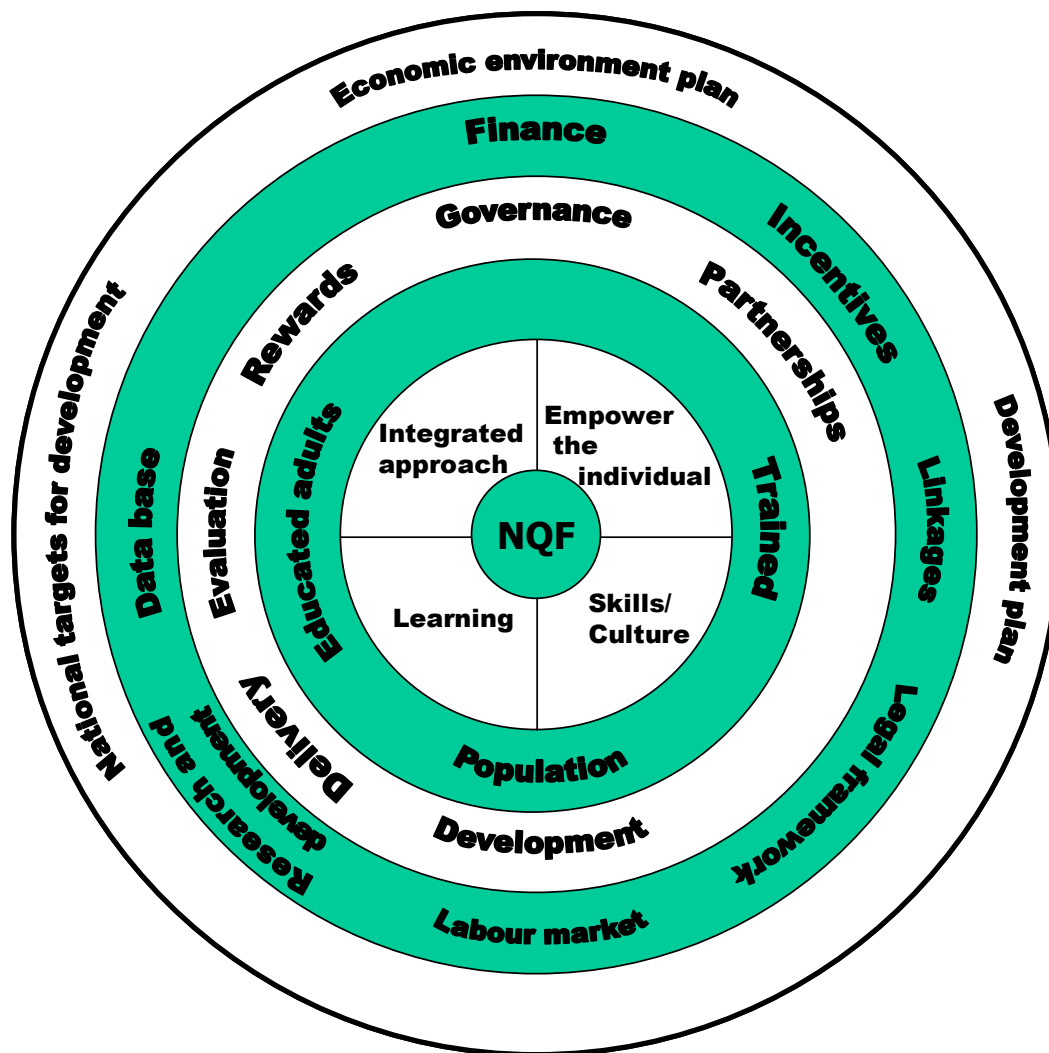 Economic environment plan
Finance
Governance
Incentives
Rewards
Partnerships
National targets for development
Development plan
Educated adults
Integrated
approach
Empower
the
individual
Trained
Data base
Evaluation
Linkages
NQF
Learning
Skills/
Culture
Delivery
Research and
development
Legal framework
Population
Development
Labour market